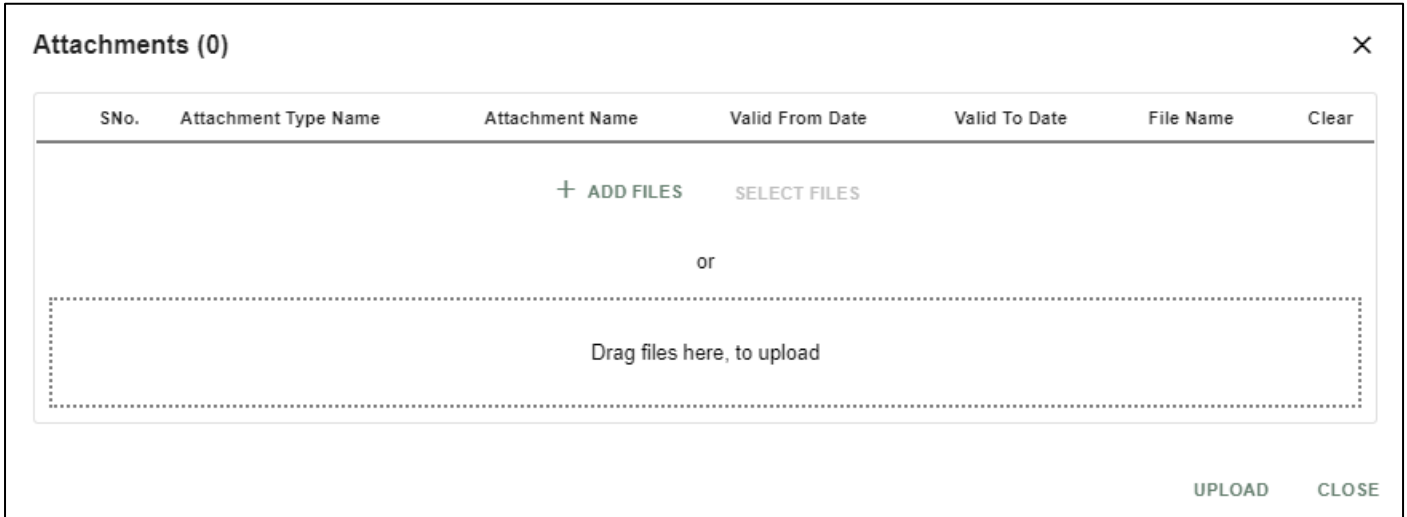 Attachments (0)
SNo. Attachment Type Name Attachment Name Valid From Date Valid To Date File Name Clear
+ ADD FILES SELECT FILES
or
Drag files here, to upload
UPLOAD CLOSE